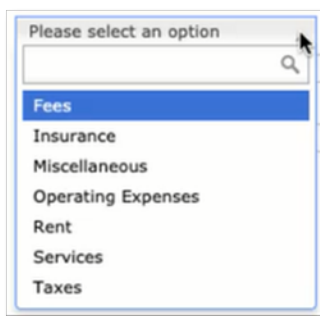 Please select an option
Fees
Insurance
Miscellaneous
Operating Expenses
Rent
Services
Taxes